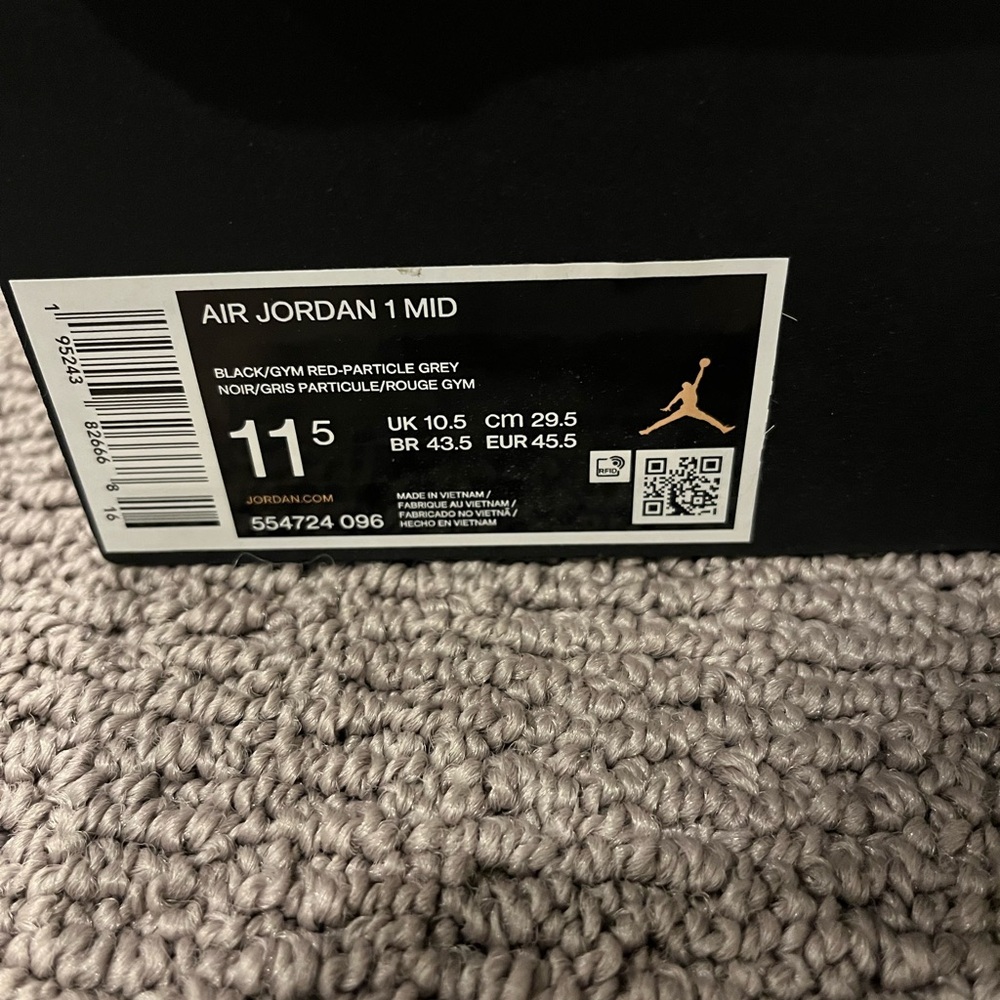 AIR JORDAN 1 MID
BLACK/GYM RED-PARTICLE GREY
NOIR/GRIS PARTICULE/ROUGE GYM
11 5
UK 10.5 cm 29.5
BR 43.5 EUR 45.5
RFID
JORDAN.COM
554724 096
MADE IN VIETNAM /
FABRIQUE AU VIETNAM /
FABRICADO NO VIETNÃ /
HECHO EN VIETNAM
1 95243 82666 8 16